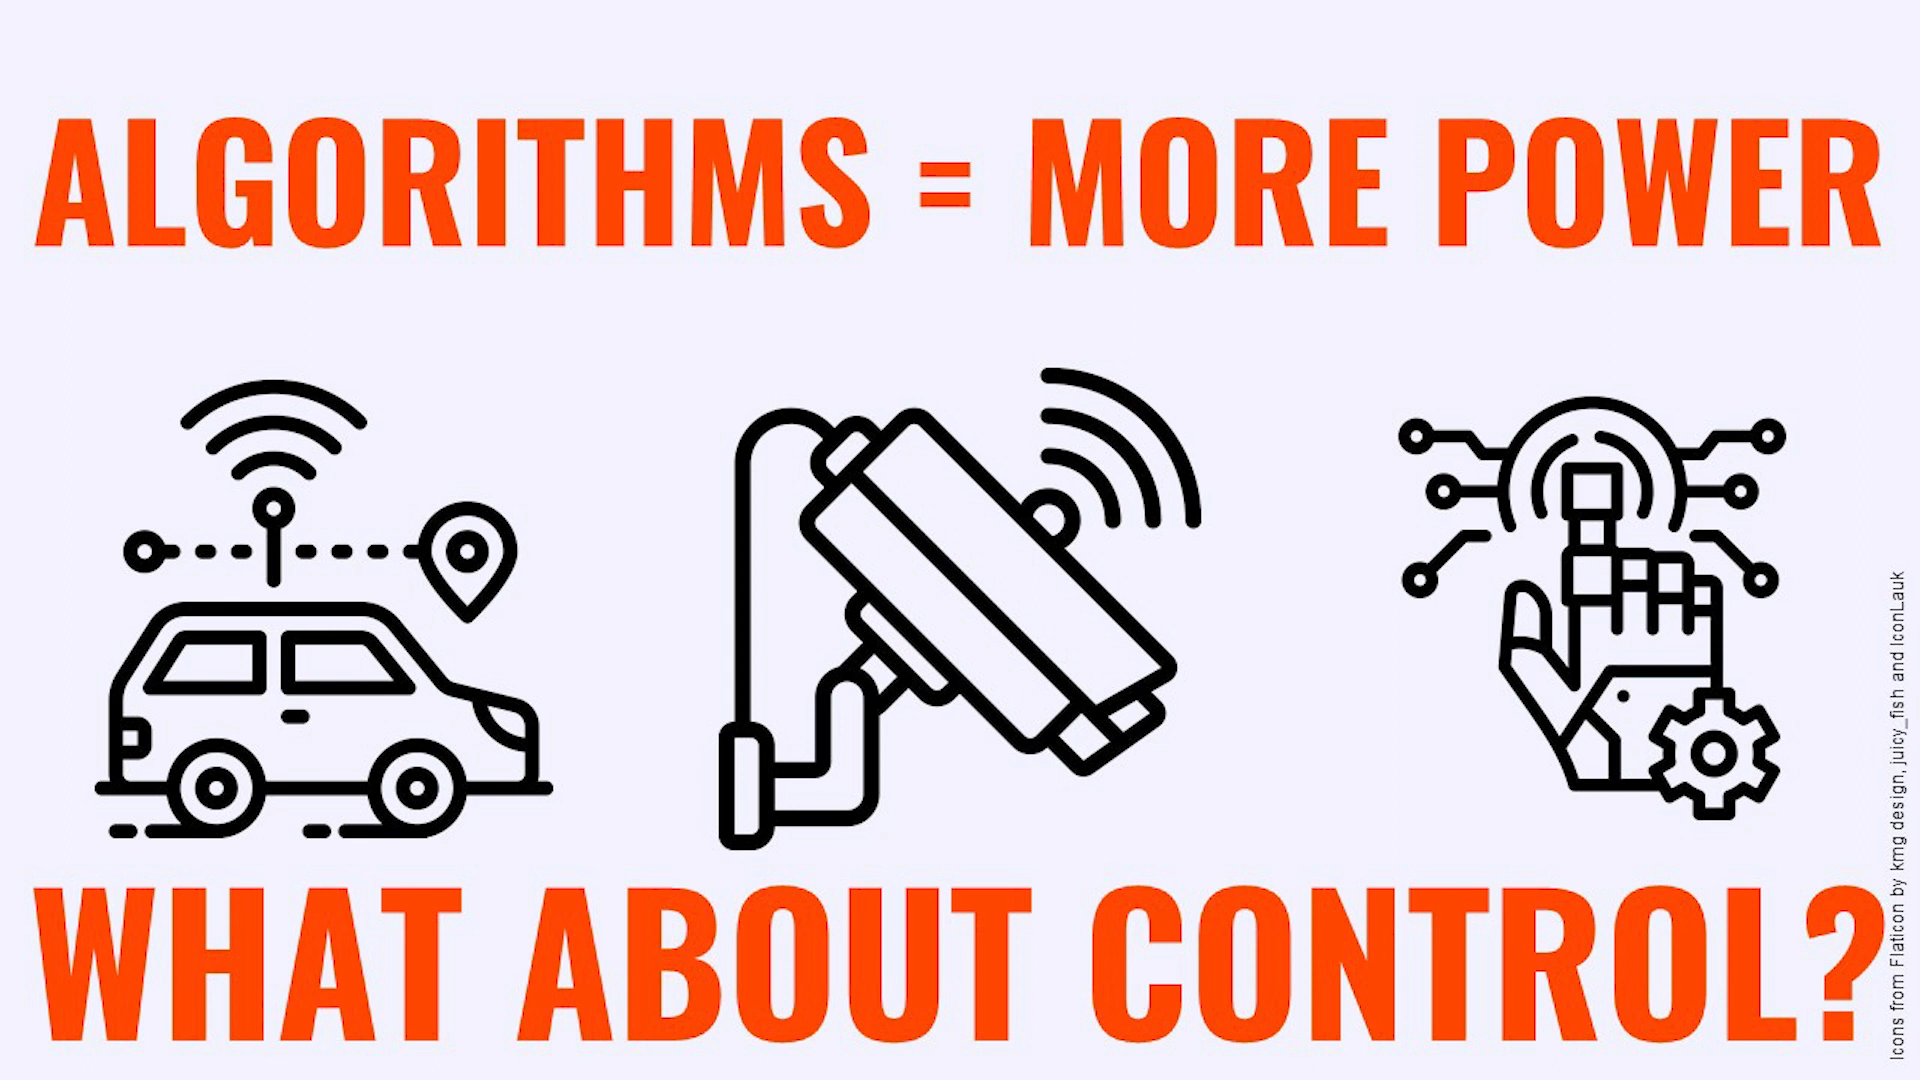 ALGORITHMS = MORE POWER
WHAT ABOUT CONTROL?
Icons from Flaticon by kmg design, juicy_fish and IconLauk